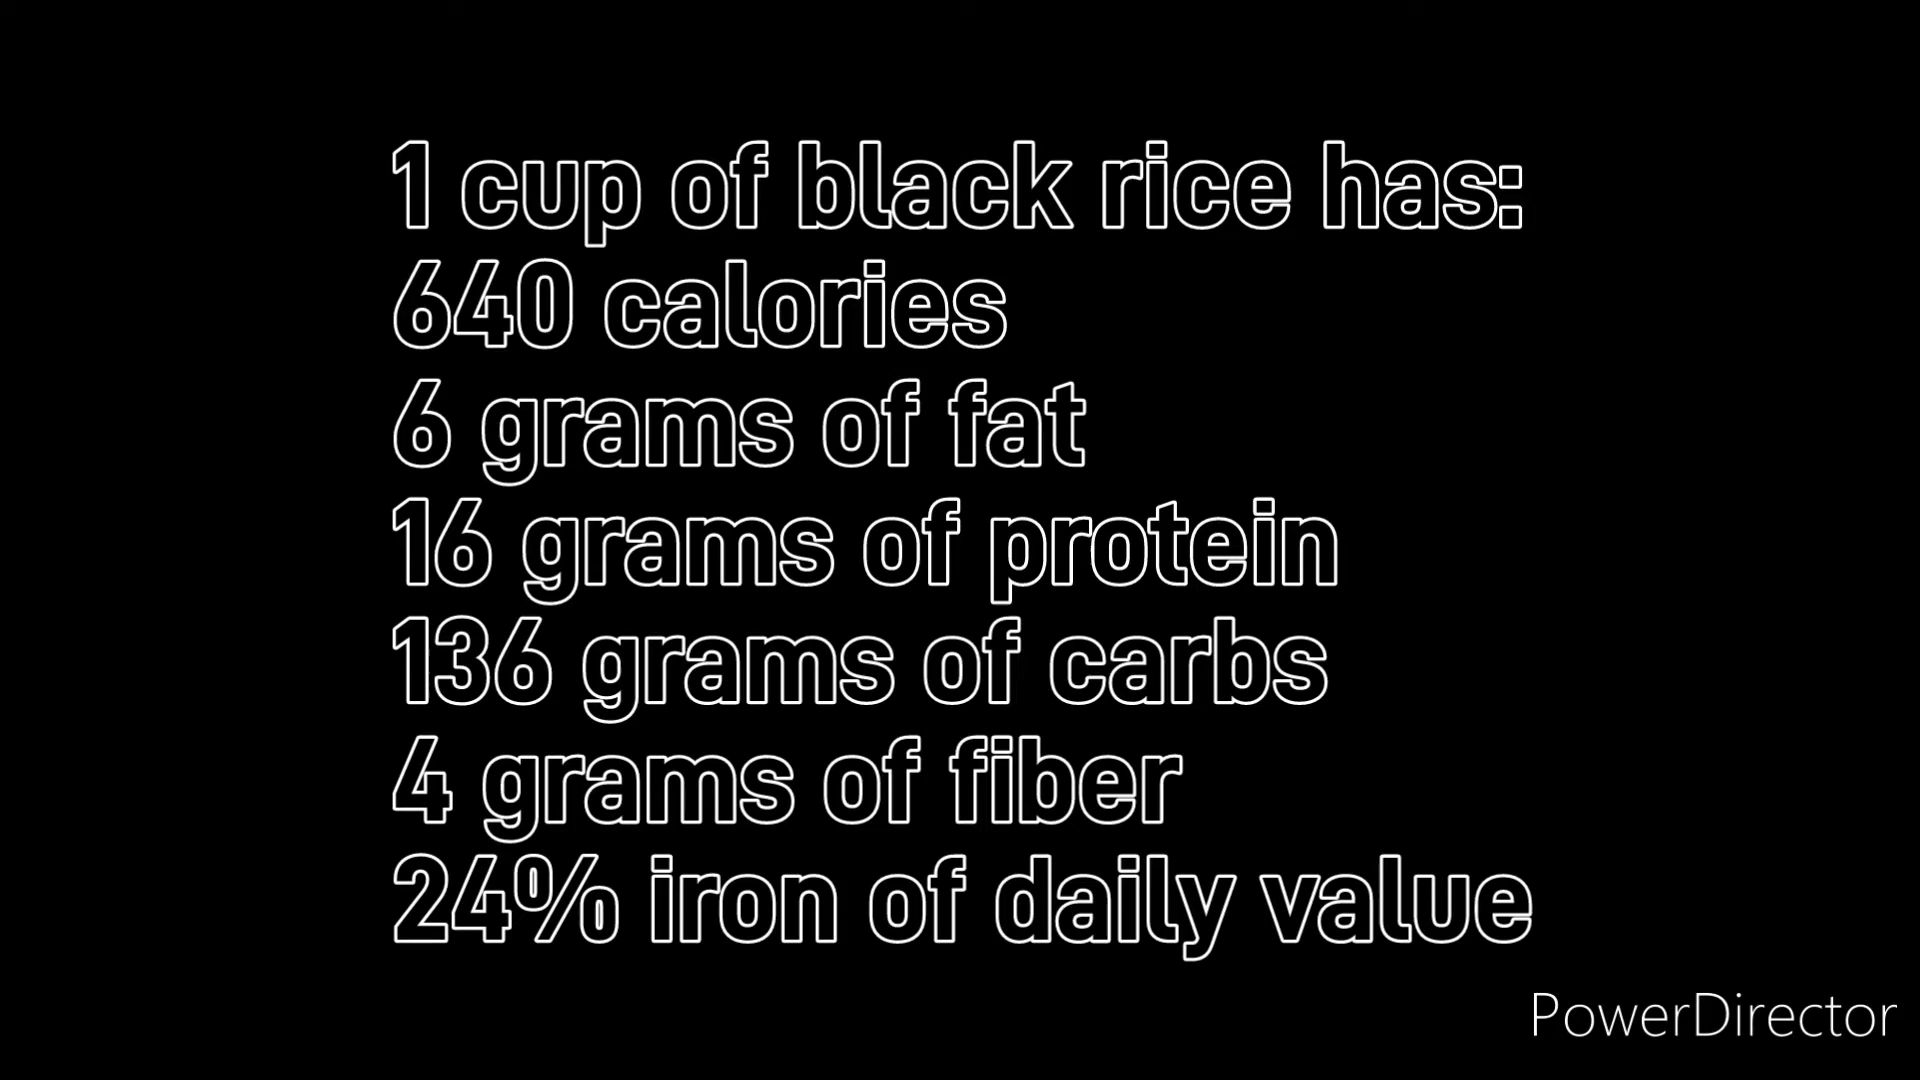 1 cup of black rice has:
640 calories
6 grams of fat
16 grams of protein
136 grams of carbs
4 grams of fiber
24% iron of daily value
PowerDirector